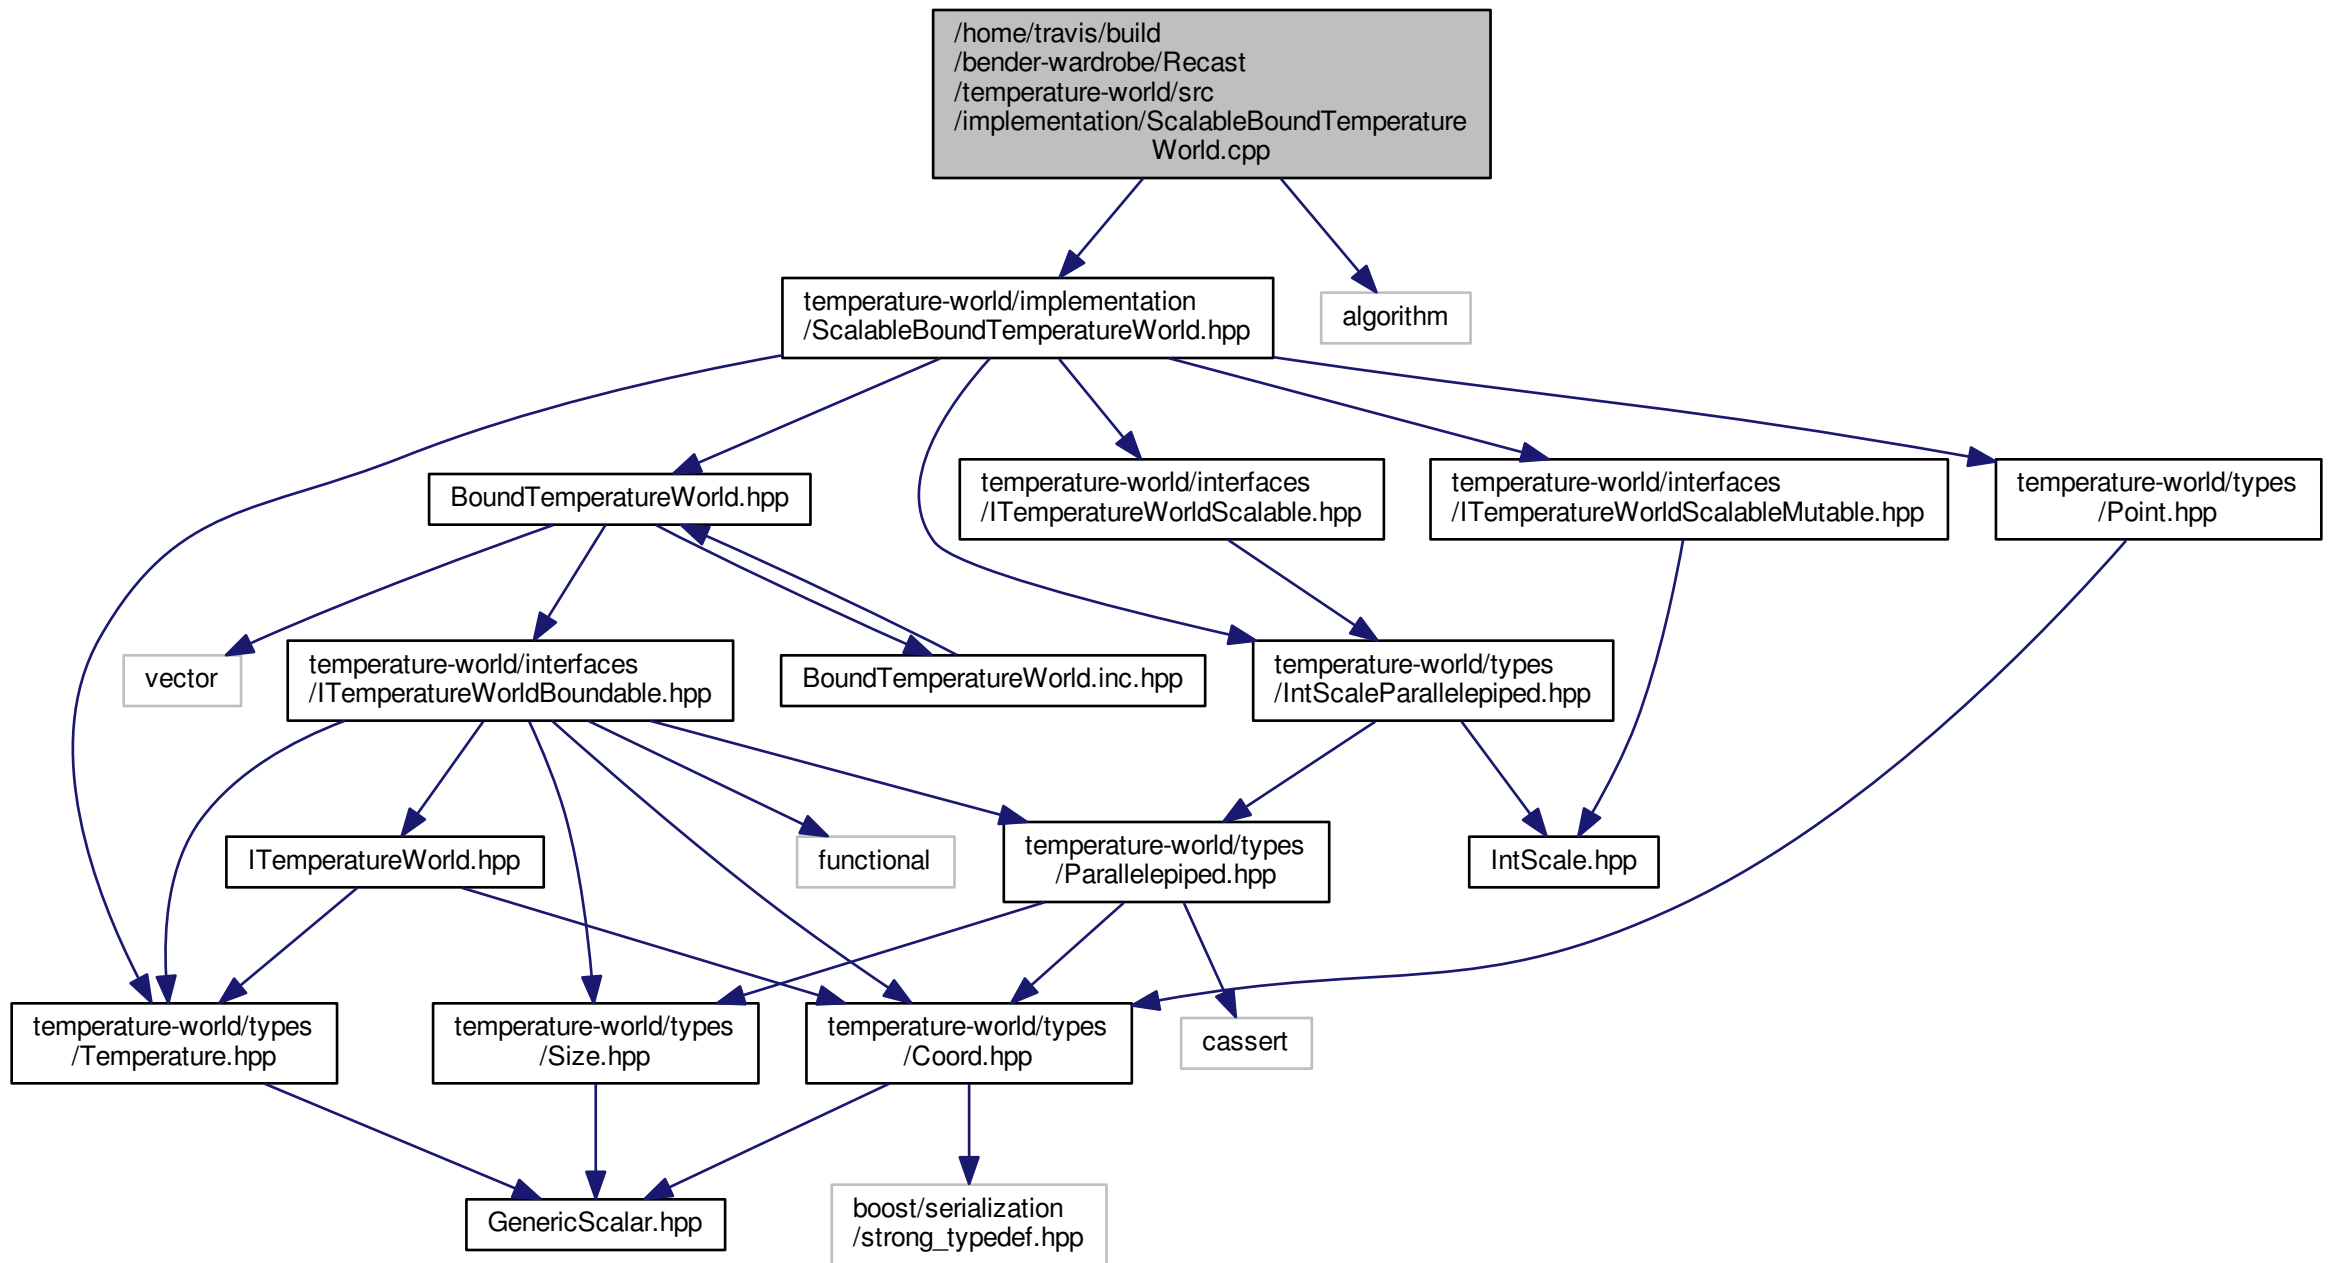 /home/travis/build
/bender-wardrobe/Recast
/temperature-world/src
/implementation/ScalableBoundTemperature
World.cpp
temperature-world/implementation
/ScalableBoundTemperatureWorld.hpp
algorithm
BoundTemperatureWorld.hpp
temperature-world/interfaces
/ITemperatureWorldScalable.hpp
temperature-world/interfaces
/ITemperatureWorldScalableMutable.hpp
temperature-world/types
/Point.hpp
vector
temperature-world/interfaces
/ITemperatureWorldBoundable.hpp
BoundTemperatureWorld.inc.hpp
temperature-world/types
/IntScaleParallelepiped.hpp
ITemperatureWorld.hpp
functional
temperature-world/types
/Parallelepiped.hpp
IntScale.hpp
temperature-world/types
/Temperature.hpp
temperature-world/types
/Size.hpp
temperature-world/types
/Coord.hpp
cassert
GenericScalar.hpp
boost/serialization
/strong_typedef.hpp